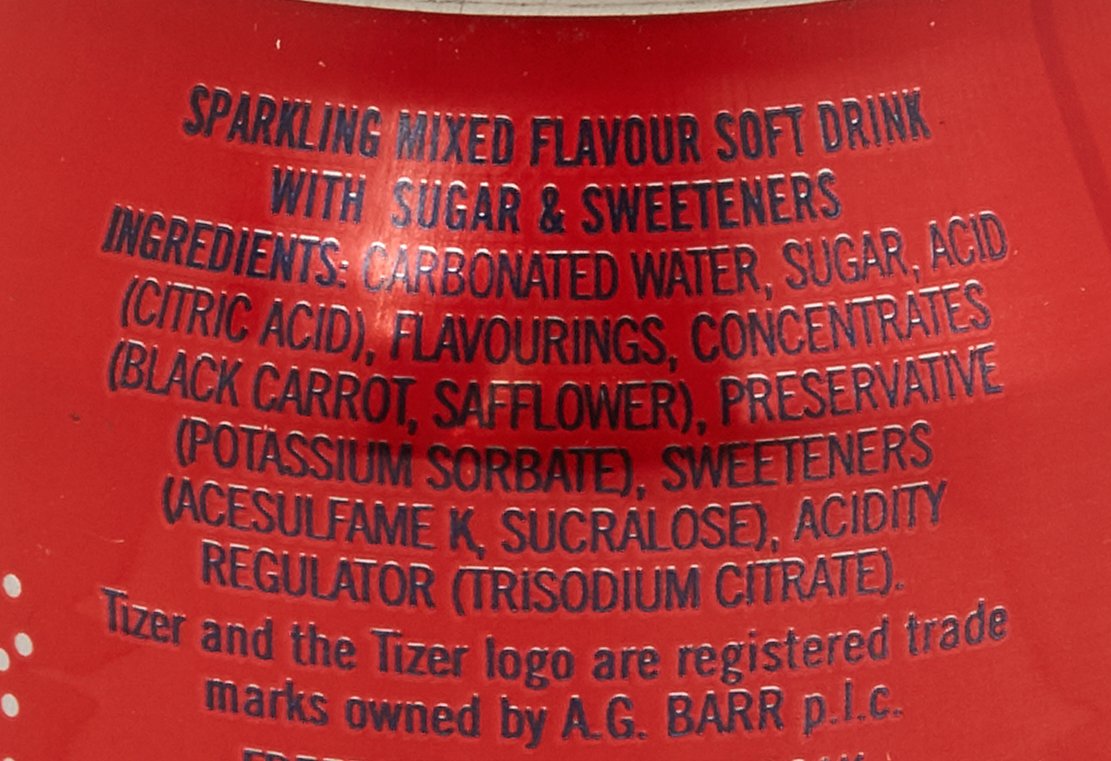 SPARKLING MIXED FLAVOUR SOFT DRINK
WITH SUGAR & SWEETENERS
INGREDIENTS: CARBONATED WATER, SUGAR, ACID
(CITRIC ACID), FLAVOURINGS, CONCENTRATES
(BLACK CARROT, SAFFLOWER), PRESERVATIVE
(POTASSIUM SORBATE), SWEETENERS
(ACESULFAME K, SUCRALOSE), ACIDITY
REGULATOR (TRISODIUM CITRATE).
Tizer and the Tizer logo are registered trade
marks owned by A.G. BARR p.l.c.